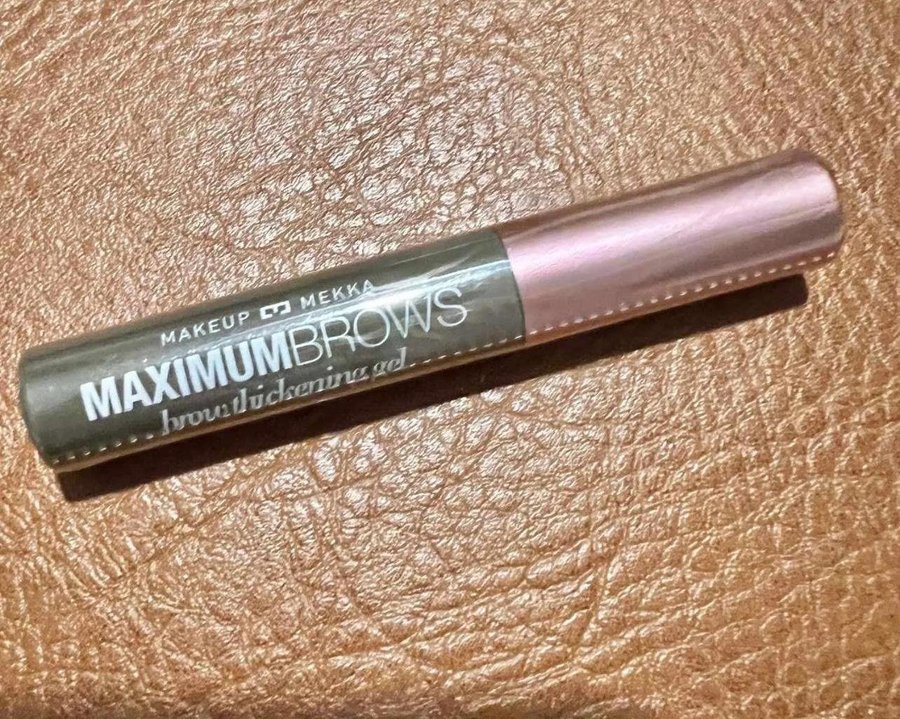 MAKEUP MEKKA
MAXIMUMBROWS
brow thickening gel